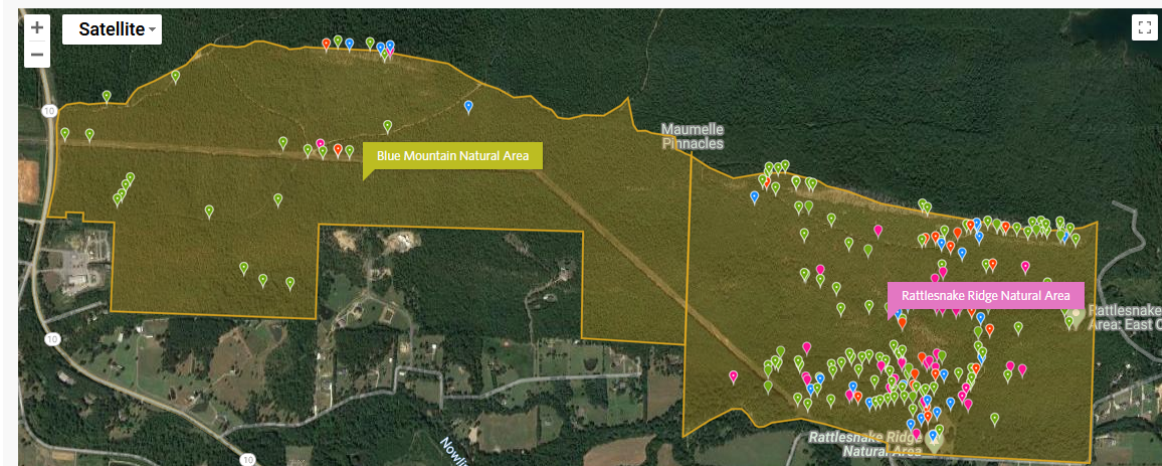 +
Satellite
−
10
Maumelle
Pinnacles
Blue Mountain Natural Area
Rattlesnake Ridge Natural Area
Rattlesnake
Area: East
10
Rattlesnake Ridge
Natural Area
10